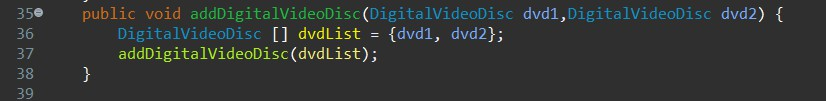 35 public void addDigitalVideoDisc(DigitalVideoDisc dvd1,DigitalVideoDisc dvd2) {
36 DigitalVideoDisc [] dvdList = {dvd1, dvd2};
37 addDigitalVideoDisc(dvdList);
38 }
39